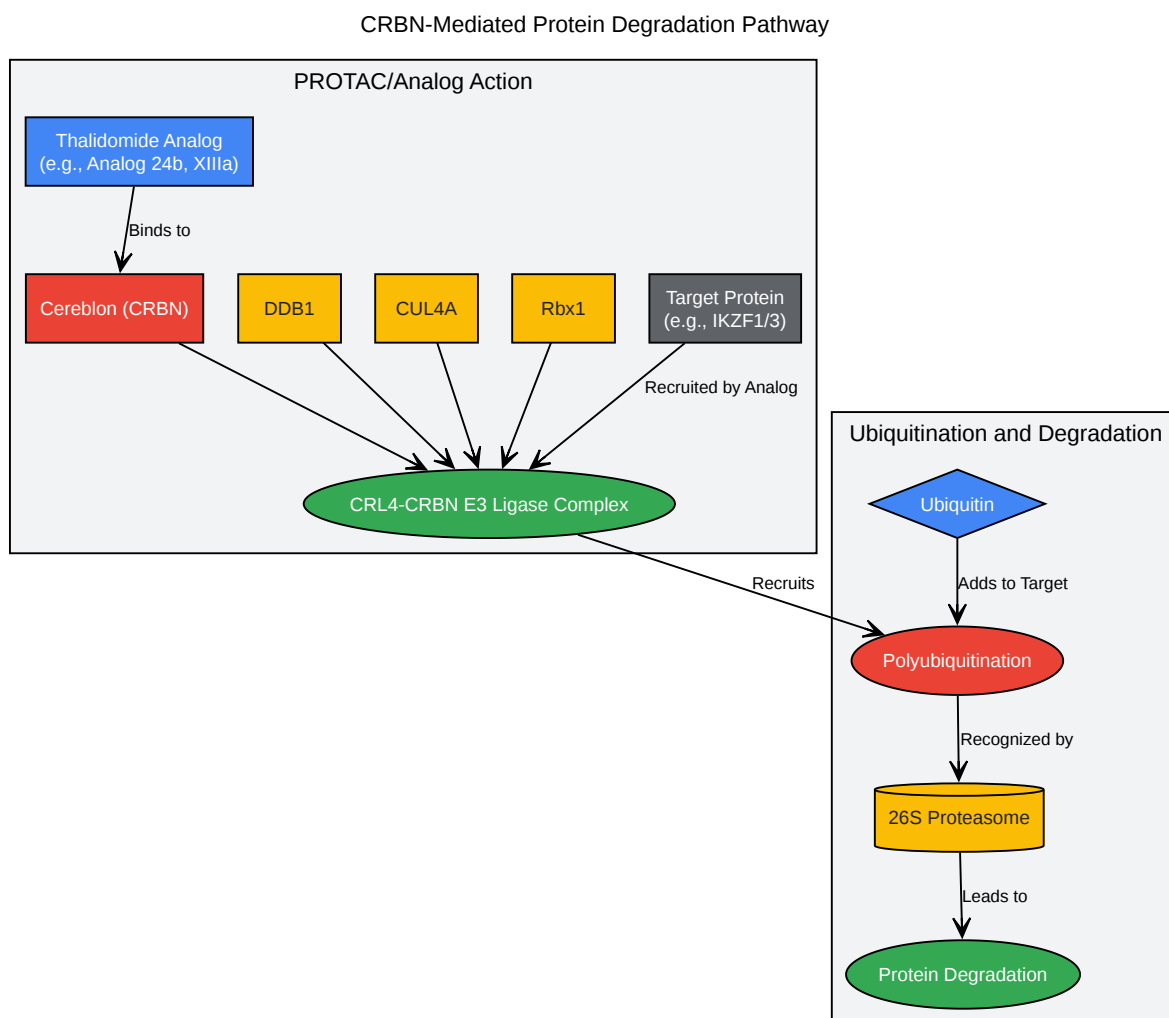 CRBN-Mediated Protein Degradation Pathway
PROTAC/Analog Action
Thalidomide Analog
(e.g., Analog 24b, XIIIa)
Binds to
Cereblon (CRBN)
DDB1
CUL4A
Rbx1
Target Protein
(e.g., IKZF1/3)
Recruited by Analog
CRL4-CRBN E3 Ligase Complex
Recruits
Ubiquitination and Degradation
Ubiquitin
Adds to Target
Polyubiquitination
Recognized by
26S Proteasome
Leads to
Protein Degradation